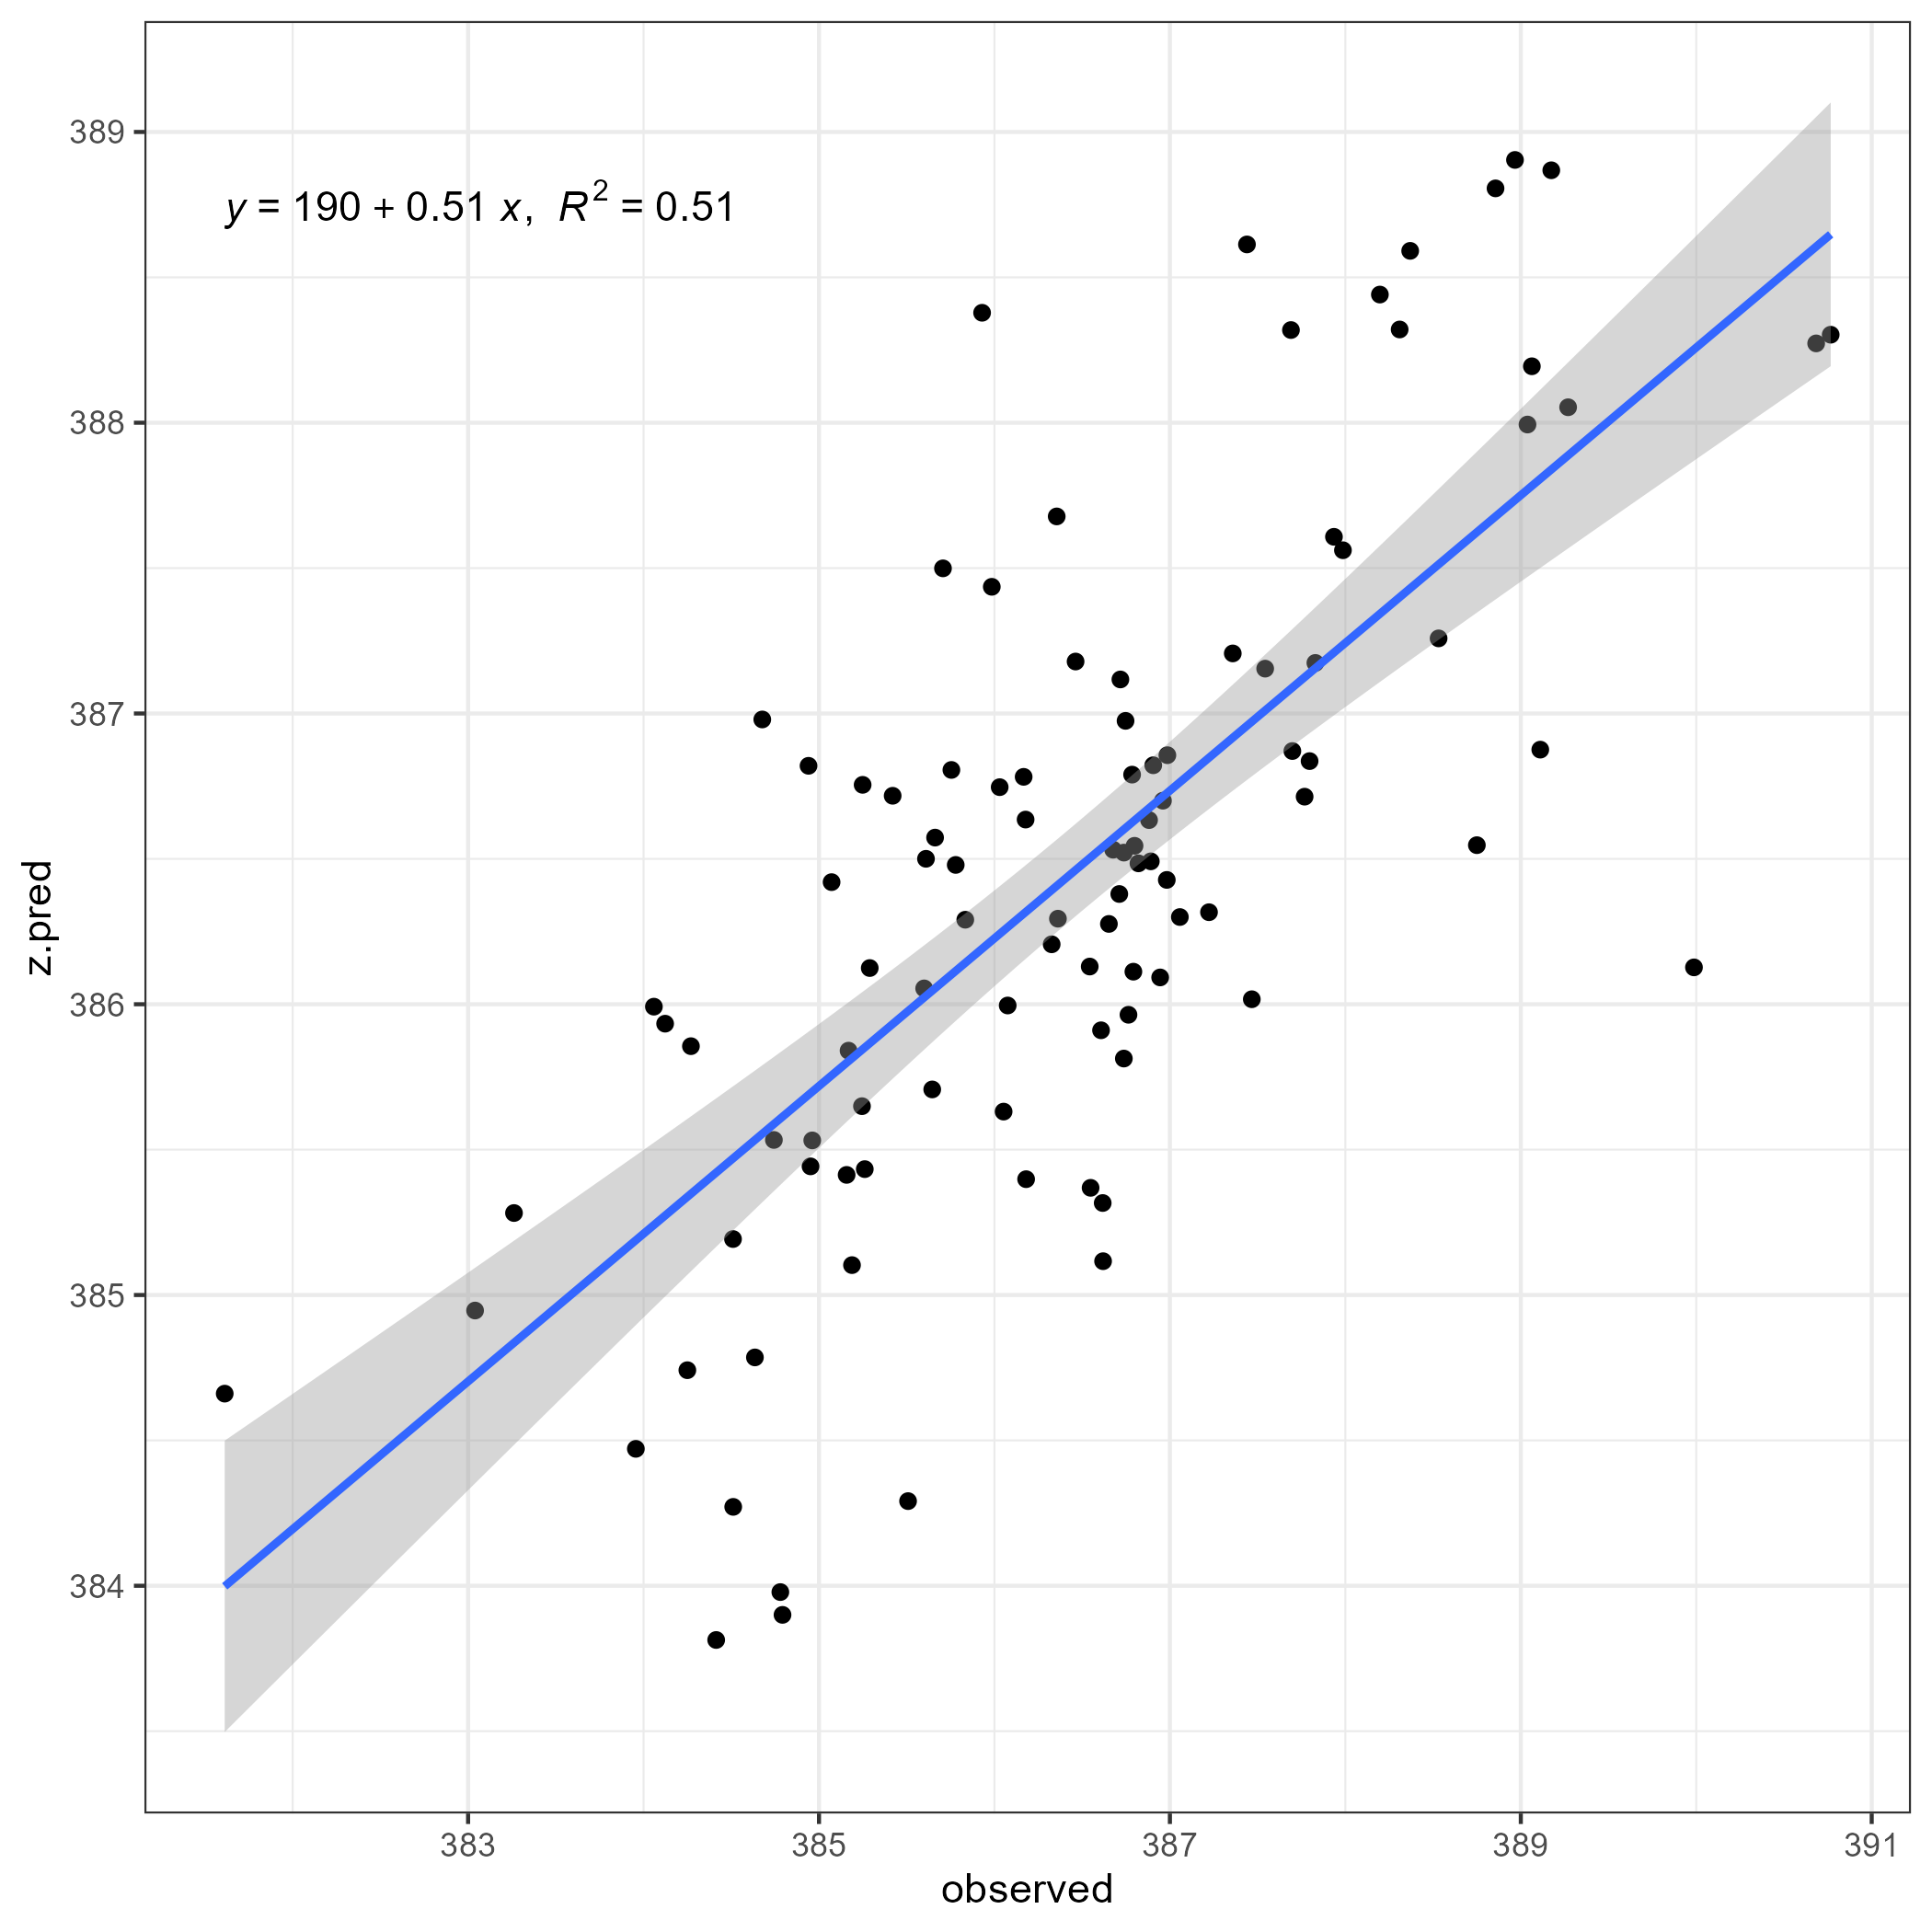 389
y = 190 + 0.51 x, R² = 0.51
388
387
z.pred
386
385
384
383 385 387 389 391
observed